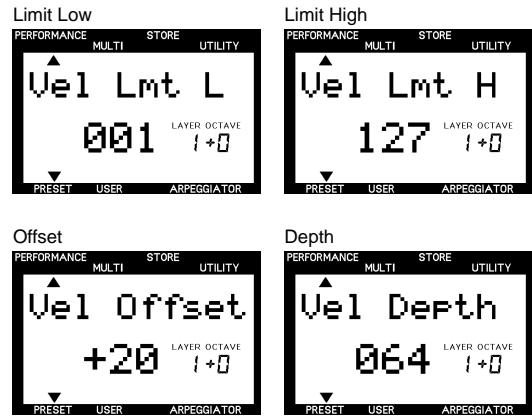 Limit Low
PERFORMANCE MULTI STORE UTILITY
Vel Lmt L
001 LAYER OCTAVE 1+0
PRESET USER ARPEGGIATOR
Limit High
PERFORMANCE MULTI STORE UTILITY
Vel Lmt H
127 LAYER OCTAVE 1+0
PRESET USER ARPEGGIATOR
Offset
PERFORMANCE MULTI STORE UTILITY
Vel Offset
+20 LAYER OCTAVE 1+0
PRESET USER ARPEGGIATOR
Depth
PERFORMANCE MULTI STORE UTILITY
Vel Depth
064 LAYER OCTAVE 1+0
PRESET USER ARPEGGIATOR